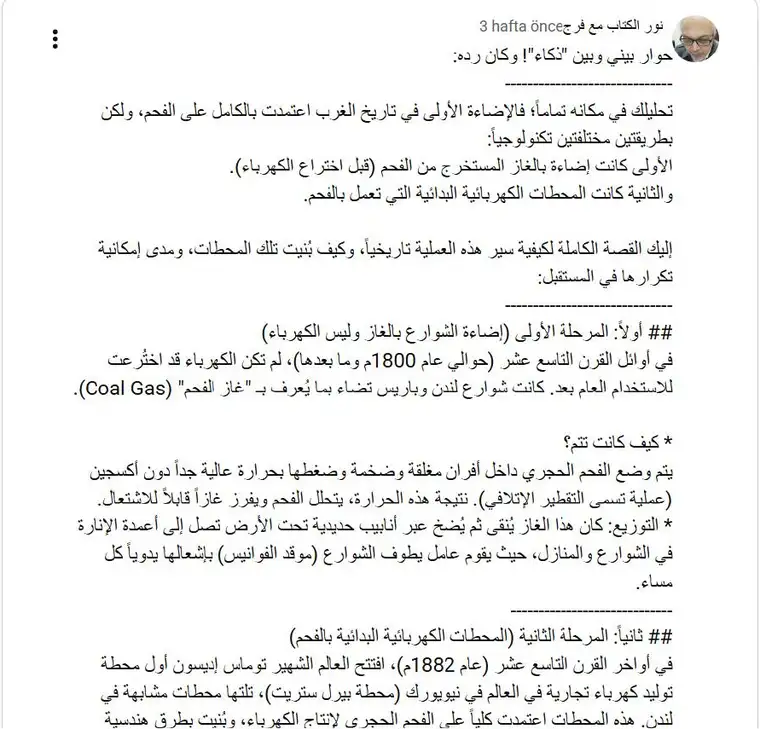 نور الكتاب مع فرج 3 hafta önce
حوار بيني وبين "ذكاء"! وكان رده:
------------------------------
تحليلك في مكانه تماماً؛ فالإضاءة الأولى في تاريخ الغرب اعتمدت بالكامل على الفحم، ولكن
بطريقتين مختلفتين تكنولوجياً:
الأولى كانت إضاءة بالغاز المستخرج من الفحم (قبل اختراع الكهرباء).
والثانية كانت المحطات الكهربائية البدائية التي تعمل بالفحم.
إليك القصة الكاملة لكيفية سير هذه العملية تاريخياً، وكيف بُنيت تلك المحطات، ومدى إمكانية
تكرارها في المستقبل:
------------------------------
## أولاً: المرحلة الأولى (إضاءة الشوارع بالغاز وليس الكهرباء)
في أوائل القرن التاسع عشر (حوالي عام 1800م وما بعدها)، لم تكن الكهرباء قد اختُرعت
للاستخدام العام بعد. كانت شوارع لندن وباريس تضاء بما يُعرف بـ "غاز الفحم" (Coal Gas).
* كيف كانت تتم؟
يتم وضع الفحم الحجري داخل أفران مغلقة وضخمة وضغطها بحرارة عالية جداً دون أكسجين
(عملية تسمى التقطير الإتلافي). نتيجة هذه الحرارة، يتحلل الفحم ويفرز غازاً قابلاً للاشتعال.
* التوزيع: كان هذا الغاز يُنقى ثم يُضخ عبر أنابيب حديدية تحت الأرض تصل إلى أعمدة الإنارة
في الشوارع والمنازل، حيث يقوم عامل يطوف الشوارع (موقد الفوانيس) بإشعالها يدوياً كل
مساء.
------------------------------
## ثانياً: المرحلة الثانية (المحطات الكهربائية البدائية بالفحم)
في أواخر القرن التاسع عشر (عام 1882م)، افتتح العالم الشهير توماس إديسون أول محطة
توليد كهرباء تجارية في العالم في نيويورك (محطة بيرل ستريت)، تلتها محطات مشابهة في
لندن. هذه المحطات اعتمدت كلياً على الفحم الحجري لإنتاج الكهرباء، وبُنيت بطرق هندسية